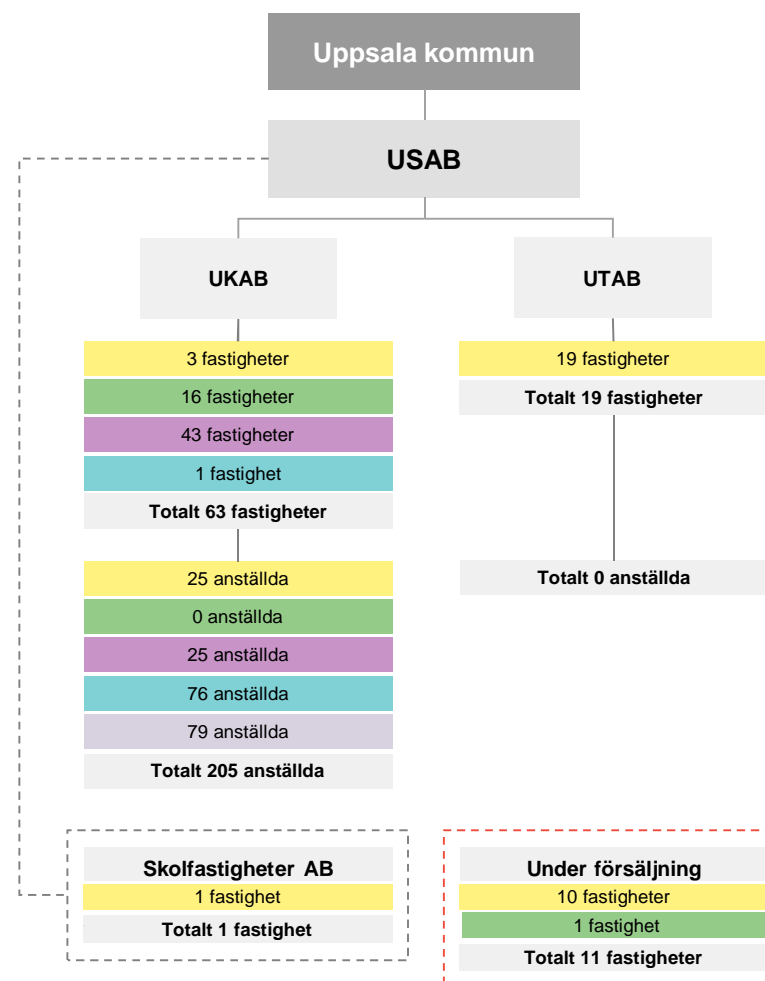 Uppsala kommun
USAB
UKAB
3 fastigheter
16 fastigheter
43 fastigheter
1 fastighet
Totalt 63 fastigheter
25 anställda
0 anställda
25 anställda
76 anställda
79 anställda
Totalt 205 anställda
UTAB
19 fastigheter
Totalt 19 fastigheter
Totalt 0 anställda
Skolfastigheter AB
1 fastighet
Totalt 1 fastighet
Under försäljning
10 fastigheter
1 fastighet
Totalt 11 fastigheter